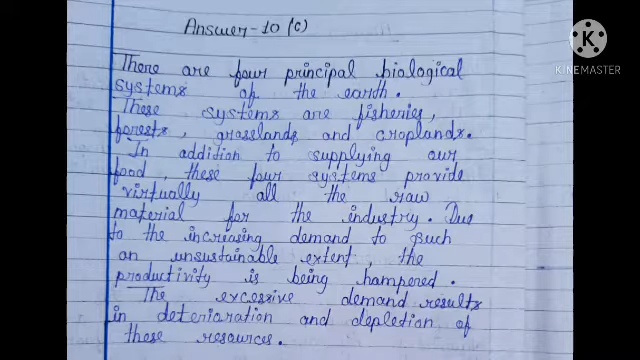 Answer-10 (c)
KINEMASTER
There are four principal biological
systems of the earth.
These systems are fisheries,
forests, grasslands and croplands.
In addition to supplying our
food, these four systems provide
virtually all the raw
material for the industry. Due
to the increasing demand to such
an unsustainable extent, the
productivity is being hampered.
The excessive demand results
in deterioration and depletion of
these resources.